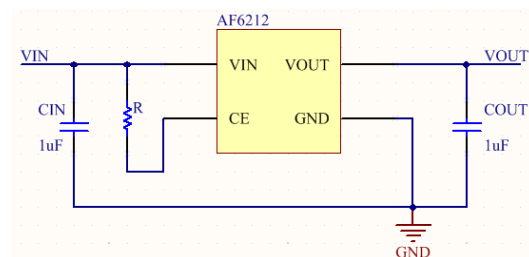 AF6212
VIN
VIN
VOUT
VOUT
CIN
R
CE
GND
COUT
1uF
1uF
GND